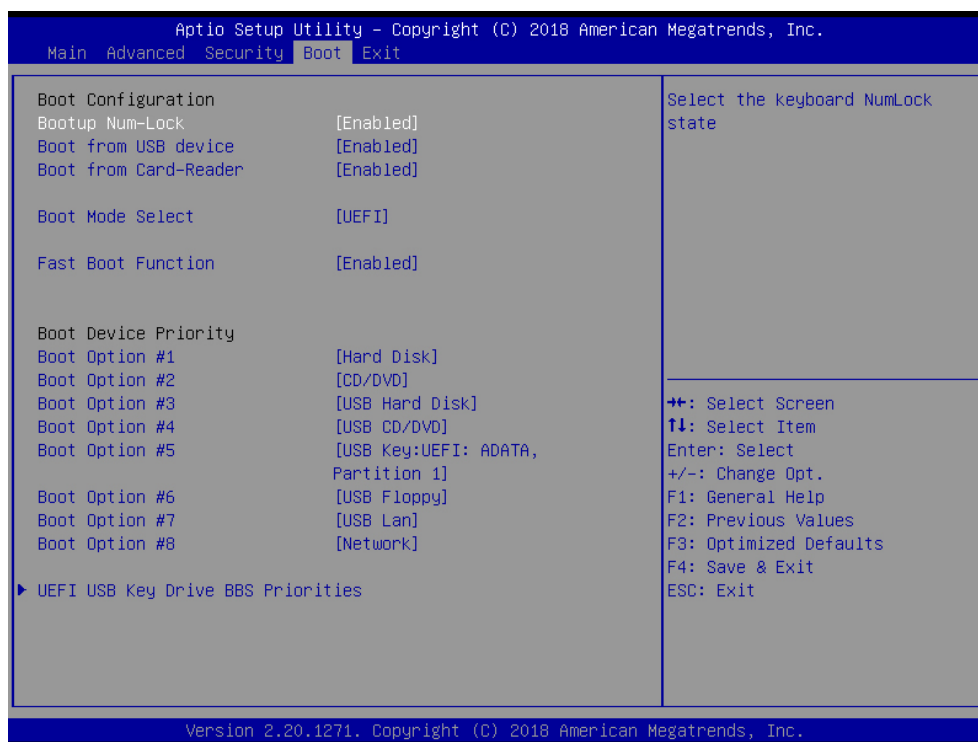 Aptio Setup Utility – Copyright (C) 2018 American Megatrends, Inc.
Main Advanced Security Boot Exit
Boot Configuration
Bootup Num-Lock [Enabled]
Boot from USB device [Enabled]
Boot from Card-Reader [Enabled]
Boot Mode Select [UEFI]
Fast Boot Function [Enabled]
Boot Device Priority
Boot Option #1 [Hard Disk]
Boot Option #2 [CD/DVD]
Boot Option #3 [USB Hard Disk]
Boot Option #4 [USB CD/DVD]
Boot Option #5 [USB Key:UEFI: ADATA,
Partition 1]
Boot Option #6 [USB Floppy]
Boot Option #7 [USB Lan]
Boot Option #8 [Network]
UEFI USB Key Drive BBS Priorities
Select the keyboard NumLock
state
→←: Select Screen
↑↓: Select Item
Enter: Select
+/-: Change Opt.
F1: General Help
F2: Previous Values
F3: Optimized Defaults
F4: Save & Exit
ESC: Exit
Version 2.20.1271. Copyright (C) 2018 American Megatrends, Inc.